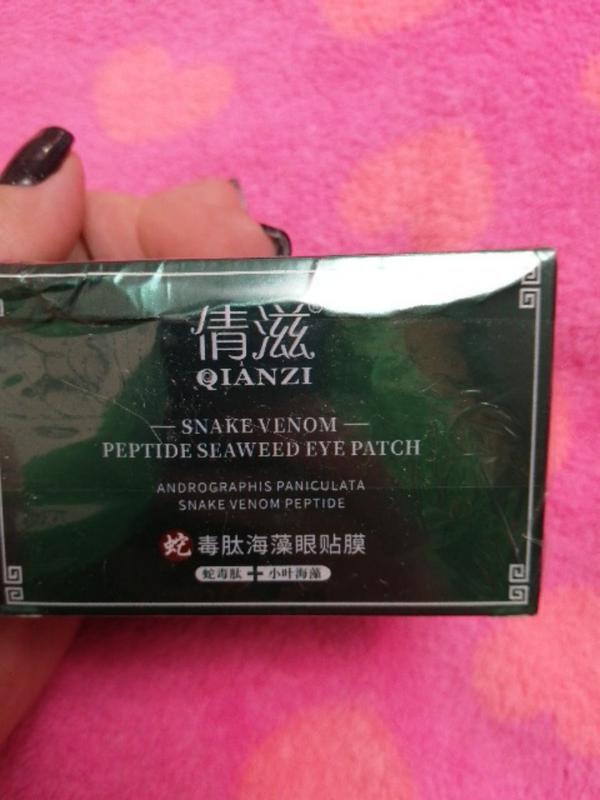 倩滋®
QIANZI
SNAKE VENOM
PEPTIDE SEAWEED EYE PATCH
ANDROGRAPHIS PANICULATA
SNAKE VENOM PEPTIDE
蛇毒肽海藻眼贴膜
蛇毒肽+小叶海藻